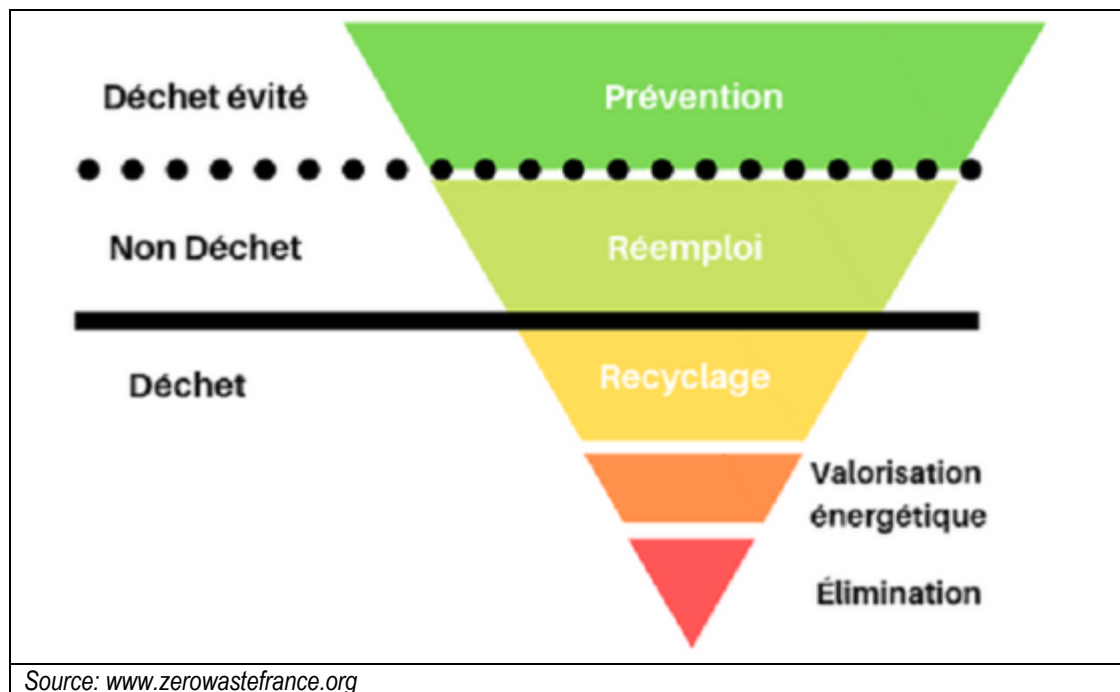 Déchet évité
Prévention
Non Déchet
Réemploi
Déchet
Recyclage
Valorisation
énergétique
Élimination
Source: www.zerowastefrance.org